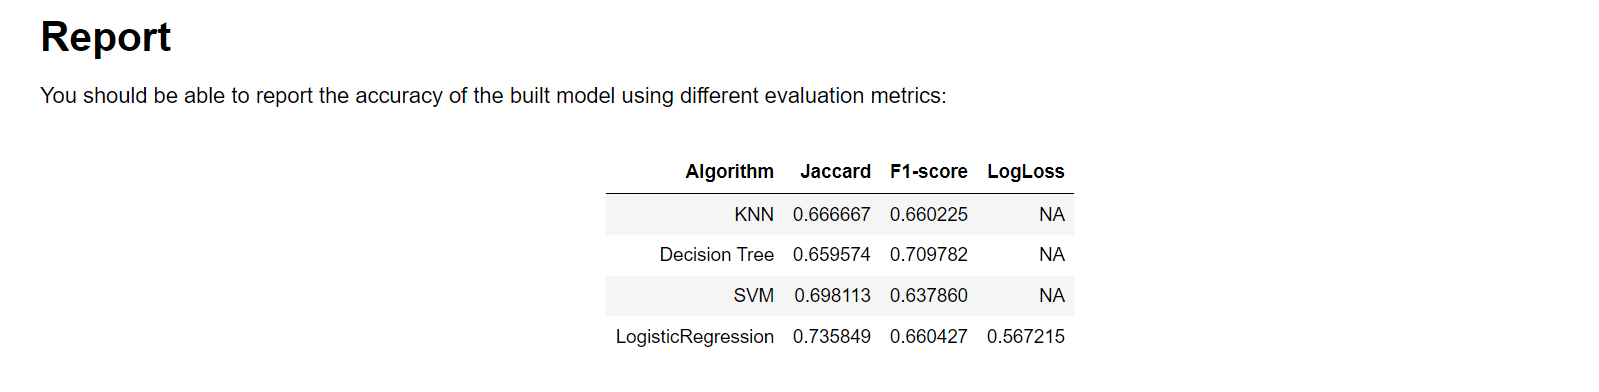 Report
You should be able to report the accuracy of the built model using different evaluation metrics:
Algorithm Jaccard F1-score LogLoss
KNN 0.666667 0.660225 NA
Decision Tree 0.659574 0.709782 NA
SVM 0.698113 0.637860 NA
LogisticRegression 0.735849 0.660427 0.567215